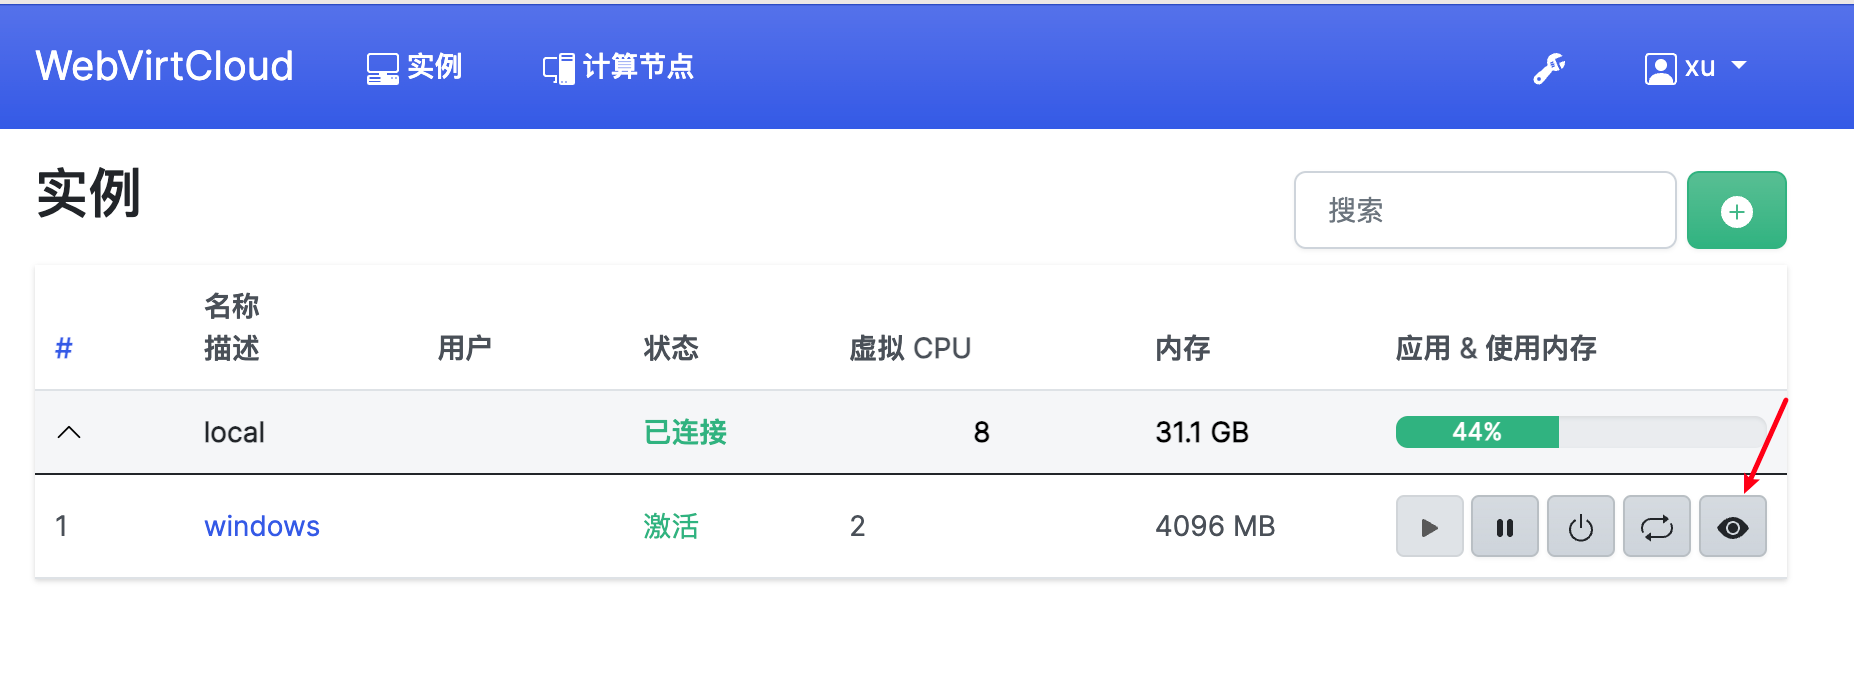 WebVirtCloud 实例 计算节点 xu
实例
搜索
名称
# 描述 用户 状态 虚拟 CPU 内存 应用 & 使用内存
local 已连接 8 31.1 GB 44%
1 windows 激活 2 4096 MB